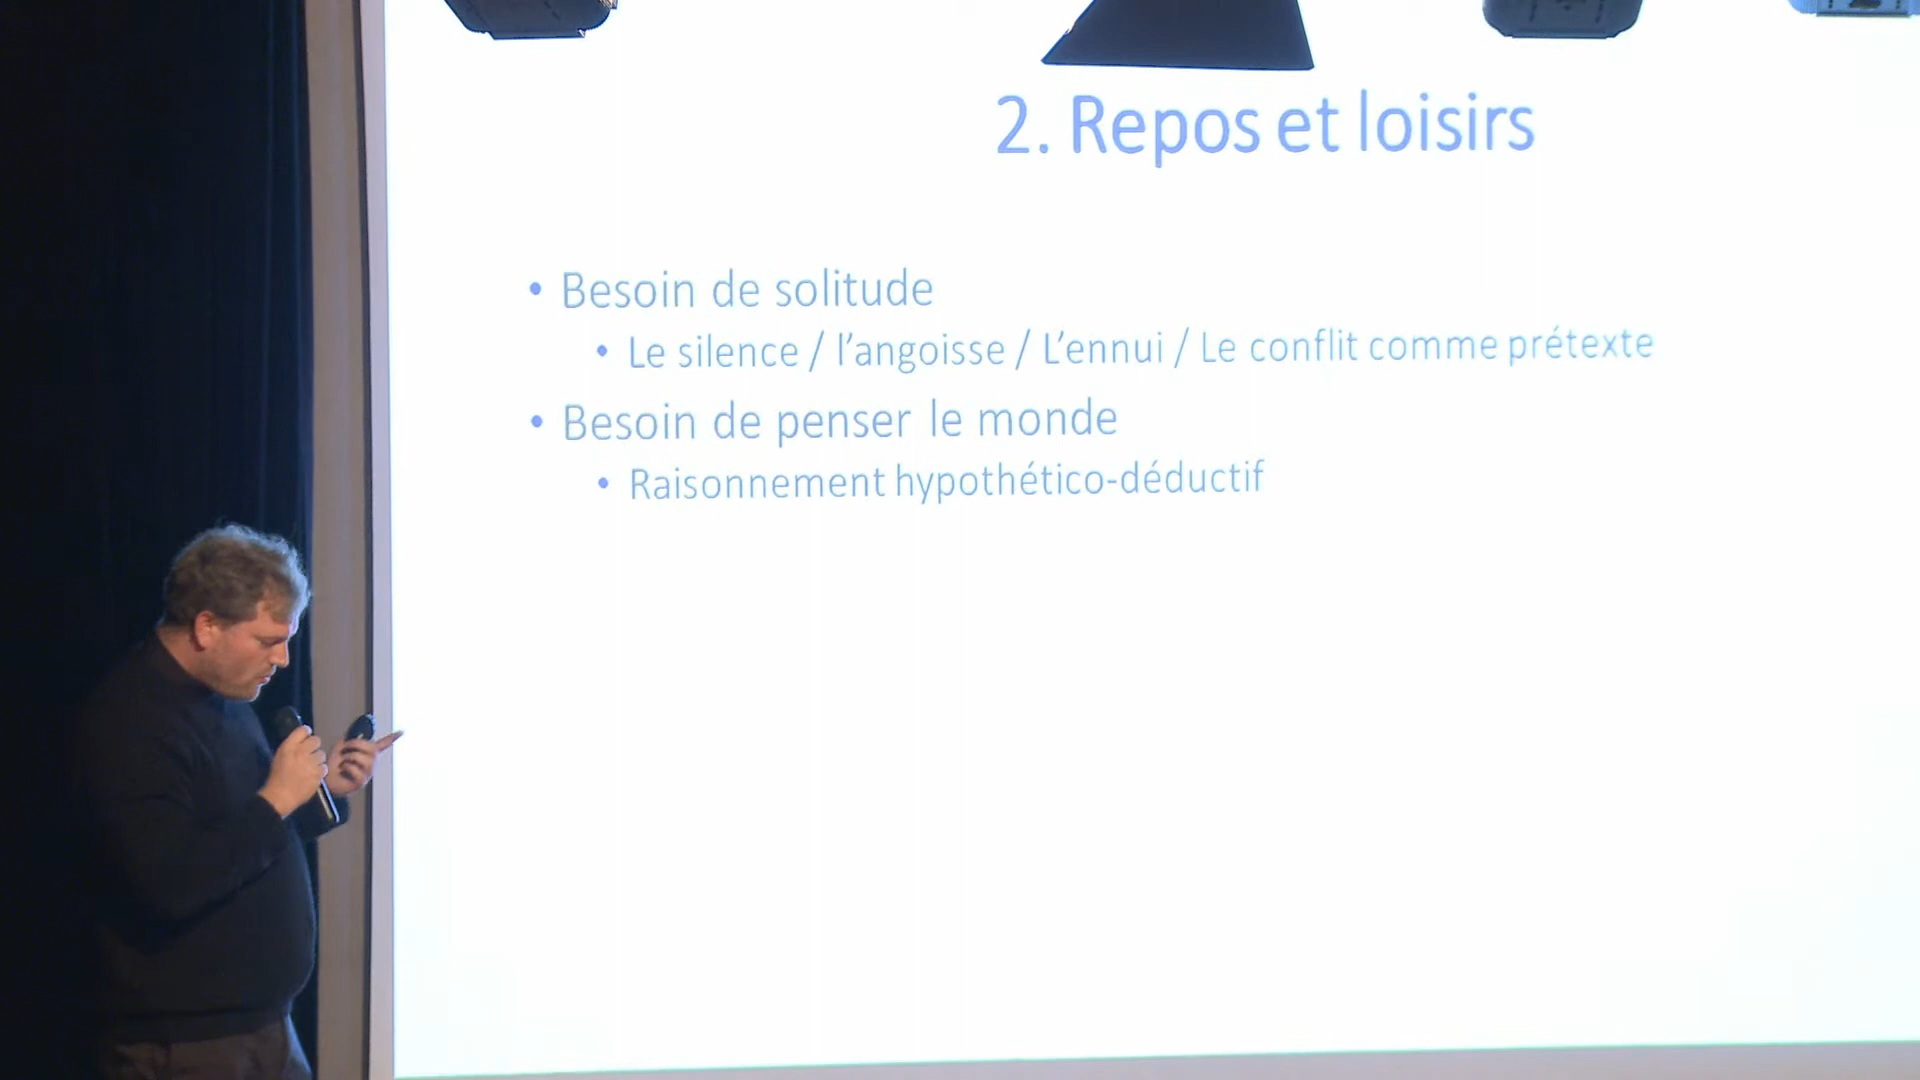 2. Repos et loisirs
• Besoin de solitude
• Le silence / l'angoisse / L'ennui / Le conflit comme prétexte
• Besoin de penser le monde
• Raisonnement hypothético-déductif